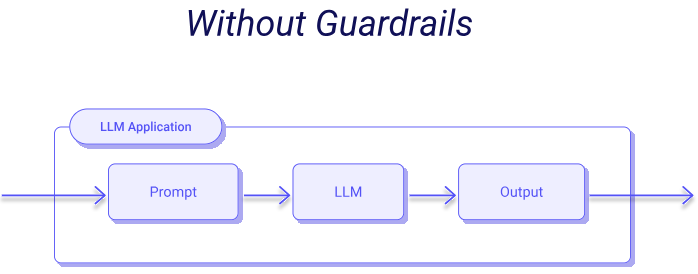 Without Guardrails
LLM Application
Prompt
LLM
Output